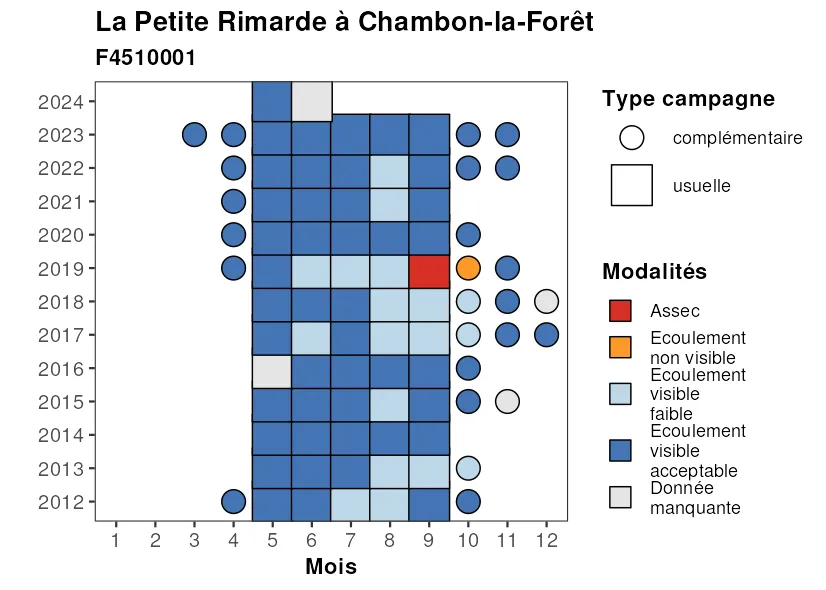 La Petite Rimarde à Chambon-la-Forêt
F4510001
2024
2023
2022
2021
2020
2019
2018
2017
2016
2015
2014
2013
2012
1 2 3 4 5 6 7 8 9 10 11 12
Mois
Type campagne
complémentaire
usuelle
Modalités
Assec
Ecoulement
non visible
Ecoulement
visible
faible
Ecoulement
visible
acceptable
Donnée
manquante